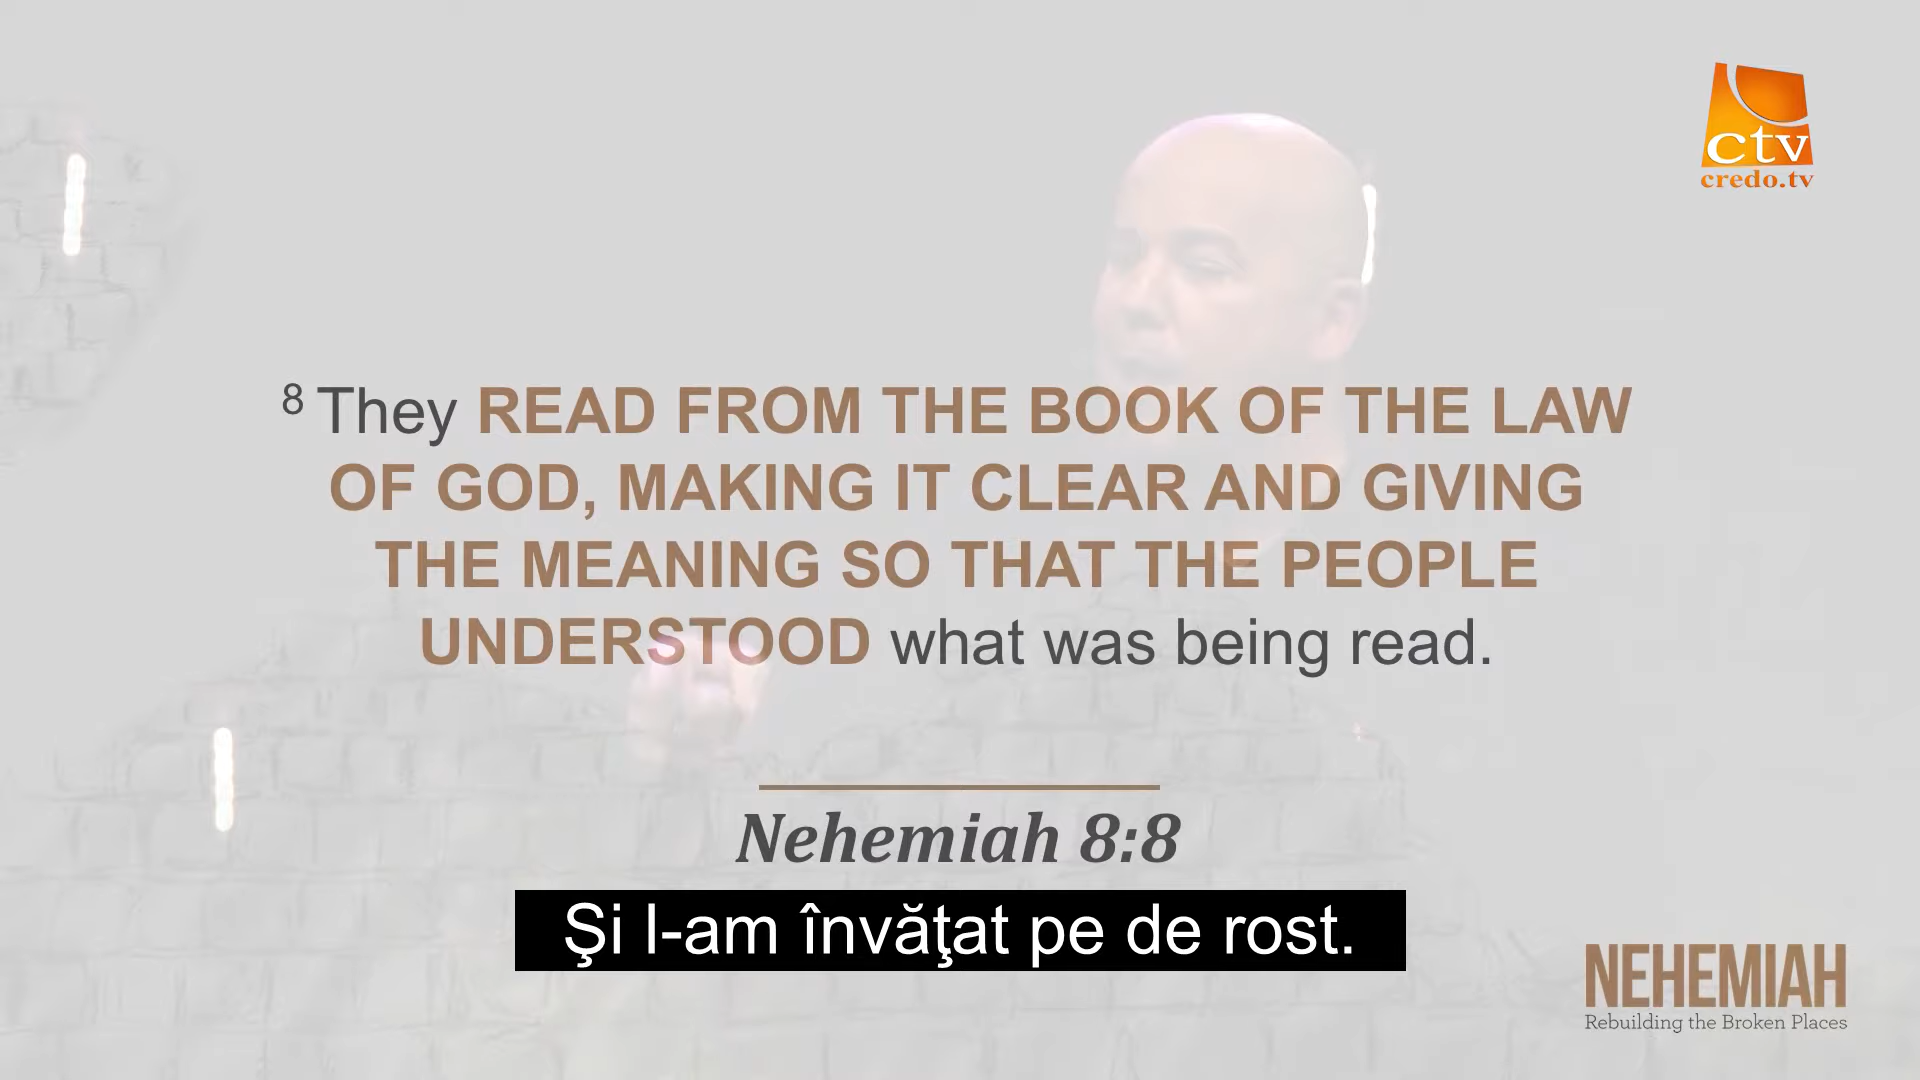 ctv
credo.tv
8 They READ FROM THE BOOK OF THE LAW
OF GOD, MAKING IT CLEAR AND GIVING
THE MEANING SO THAT THE PEOPLE
UNDERSTOOD what was being read.
Nehemiah 8:8
Şi l-am învăţat pe de rost.
NEHEMIAH
Rebuilding the Broken Places